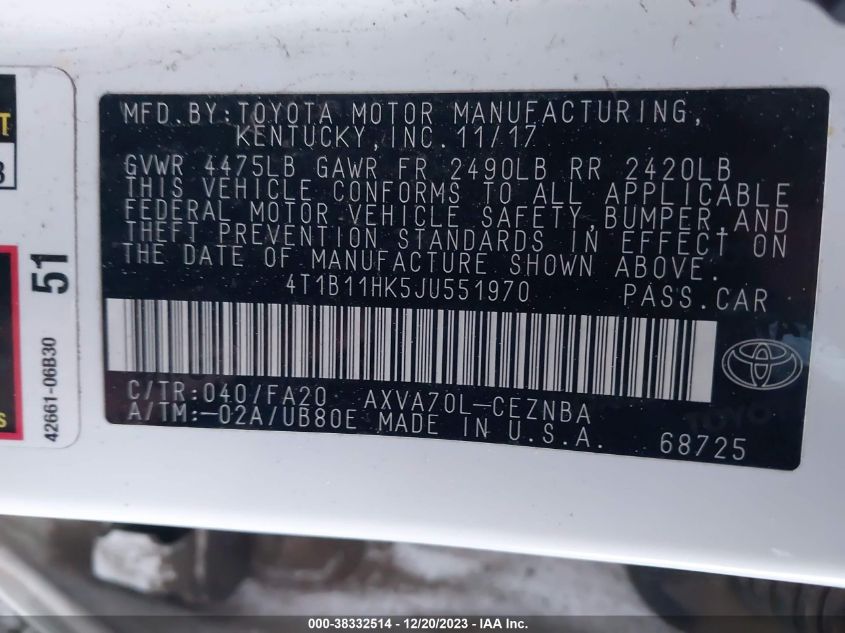 MFD.BY:TOYOTA MOTOR MANUFACTURING,
KENTUCKY,INC.11/17
GVWR 4475LB GAWR FR 2490LB RR 2420LB
THIS VEHICLE CONFORMS TO ALL APPLICABLE
FEDERAL MOTOR VEHICLE SAFETY,BUMPER,AND
THEFT PREVENTION STANDARDS IN EFFECT ON
THE DATE OF MANUFACTURE SHOWN ABOVE.
4T1B11HK5JU551970 PASS.CAR
C/TR:040/FA20 AXVA70L-CEZNBA
A/TM:-02A/UB80E MADE IN U.S.A.
68725
TOYO
51
42661-06B30
000-38332514 - 12/20/2023 - IAA Inc.